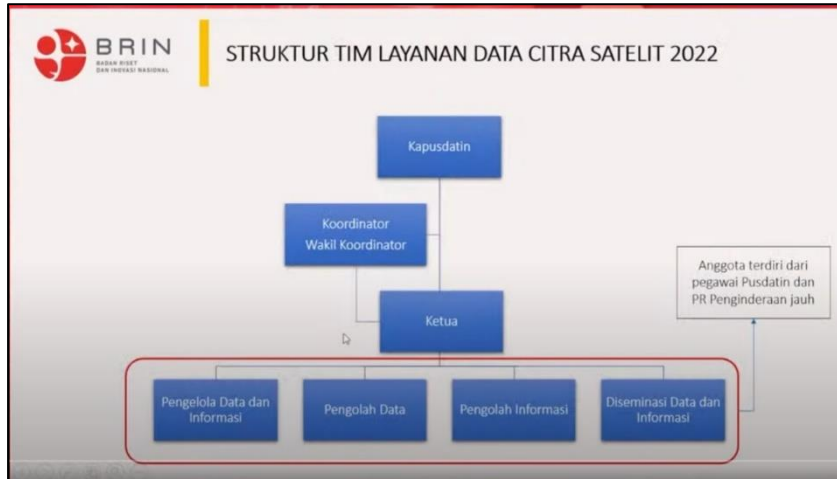 BRIN
BADAN RISET
DAN INOVASI NASIONAL
STRUKTUR TIM LAYANAN DATA CITRA SATELIT 2022
Kapusdatin
Koordinator
Wakil Koordinator
Anggota terdiri dari
pegawai Pusdatin dan
PR Penginderaan jauh
Ketua
Pengelola Data dan
Informasi
Pengolah Data
Pengolah Informasi
Diseminasi Data dan
Informasi